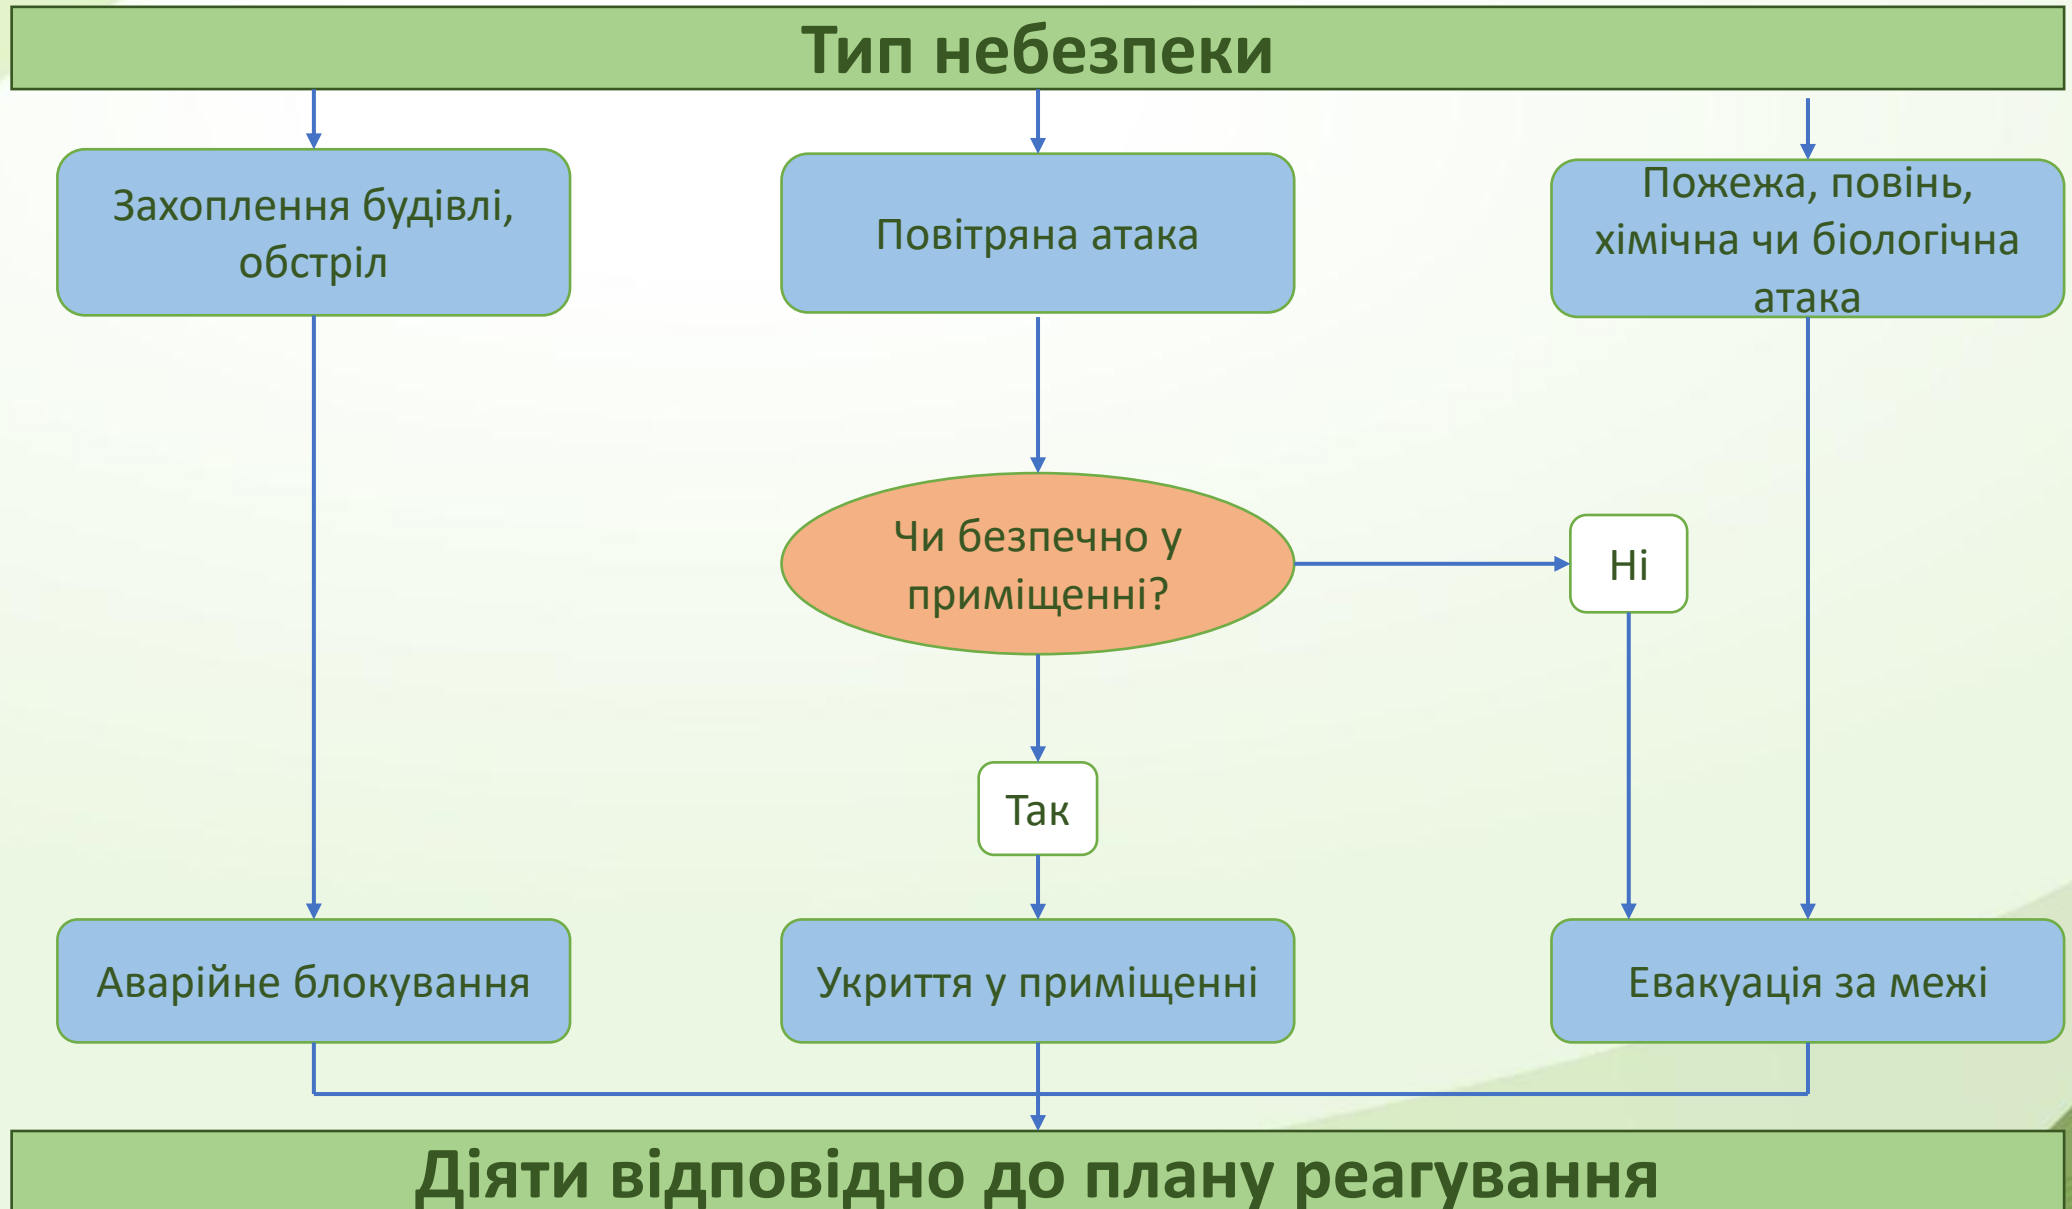 Тип небезпеки
Захоплення будівлі,
обстріл
Повітряна атака
Пожежа, повінь,
хімічна чи біологічна
атака
Чи безпечно у
приміщенні?
Ні
Так
Аварійне блокування
Укриття у приміщенні
Евакуація за межі
Діяти відповідно до плану реагування